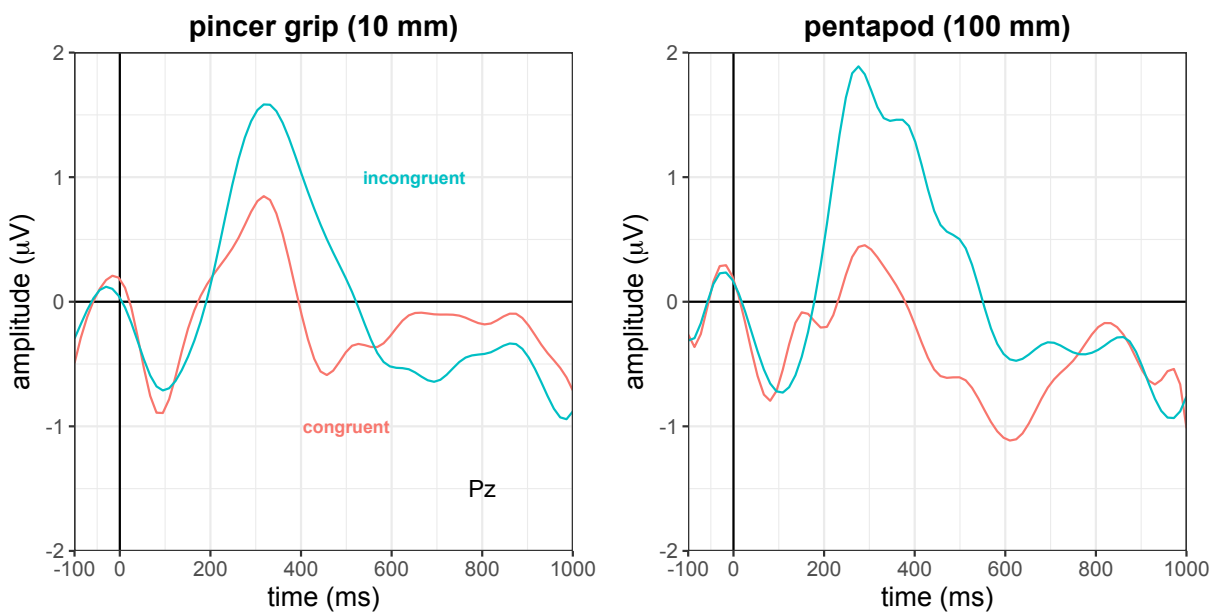 pincer grip (10 mm)
2
1
0
-1
-2
amplitude (μV)
incongruent
congruent
Pz
-100 0 200 400 600 800 1000
time (ms)
pentapod (100 mm)
2
1
0
-1
-2
amplitude (μV)
-100 0 200 400 600 800 1000
time (ms)